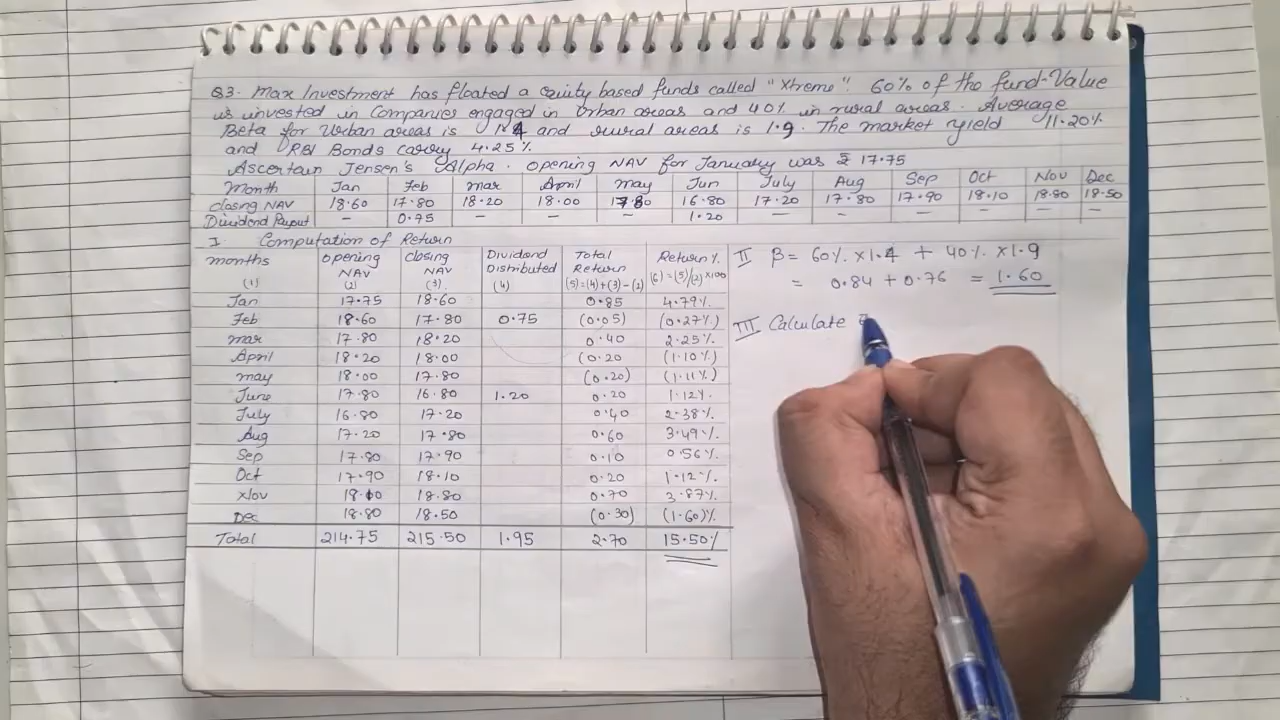 Q3. Max Investment has floated a equity based funds called "Xtreme". 60% of the fund-Value
is invested in Companies engaged in Urban areas and 40% in rural areas. Average
Beta for Urban areas is 1.4 and rural areas is 1.9. The market yield 11.20%
and RBI Bonds carry 4.25%
Ascertain Jensen's Alpha. opening NAV for January was ₹ 17.75
Month Jan Feb mar April may Jun July Aug Sep Oct Nov Dec
closing NAV 18.60 17.80 18.20 18.00 17.80 16.80 17.20 17.80 17.90 18.10 18.80 18.50
Dividend Payout - 0.75 - - - 1.20 - - - - - -
I. Computation of Return
months opening NAV closing NAV Dividend Distributed Total Return Return %
(1) (2) (3) (4) (5)=(4)+(3)-(2) (6)=(5)/(2)×100
Jan 17.75 18.60 0.85 4.79%
Feb 18.60 17.80 0.75 (0.05) (0.27%)
mar 17.80 18.20 0.40 2.25%
April 18.20 18.00 (0.20 (1.10%)
may 18.00 17.80 (0.20) (1.11%)
June 17.80 16.80 1.20 0.20 1.12%
July 16.80 17.20 0.40 2.38%
Aug 17.20 17.80 0.60 3.49%
Sep 17.80 17.90 0.10 0.56%
Oct 17.90 18.10 0.20 1.12%
Nov 18.10 18.80 0.70 3.87%
Dec 18.80 18.50 (0.30) (1.60)%
Total 214.75 215.50 1.95 2.70 15.50%
II β = 60% × 1.4 + 40% × 1.9
= 0.84 + 0.76 = 1.60
III Calculate